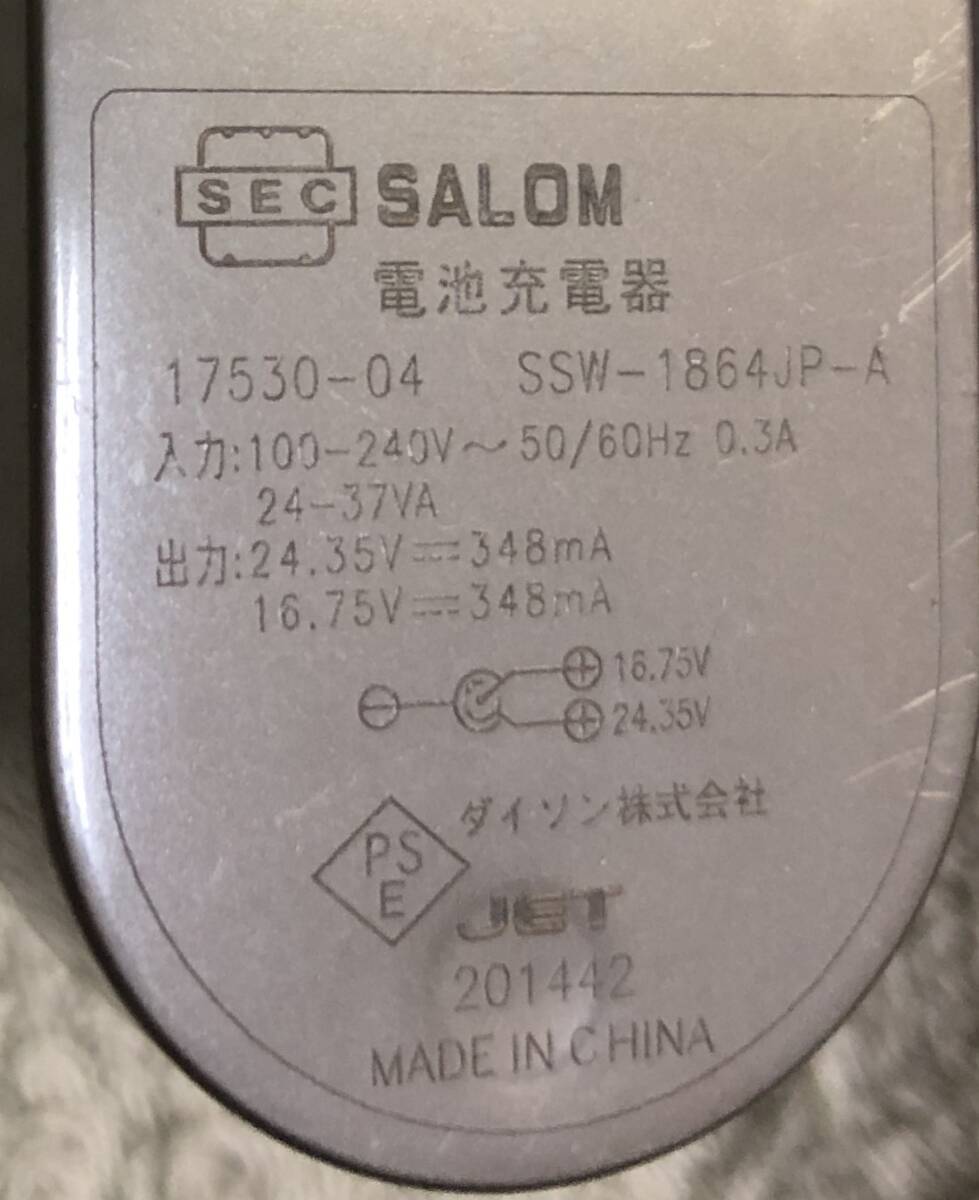 SEC SALOM
電池充電器
17530-04 SSW-1864JP-A
入力:100-240V～50/60Hz 0.3A
24-37VA
出力:24.35V⎓348mA
16.75V⎓348mA
⊖ ⊕ 16.75V
⊕ 24.35V
ダイソン株式会社
PS
E
JET
201442
MADE IN CHINA